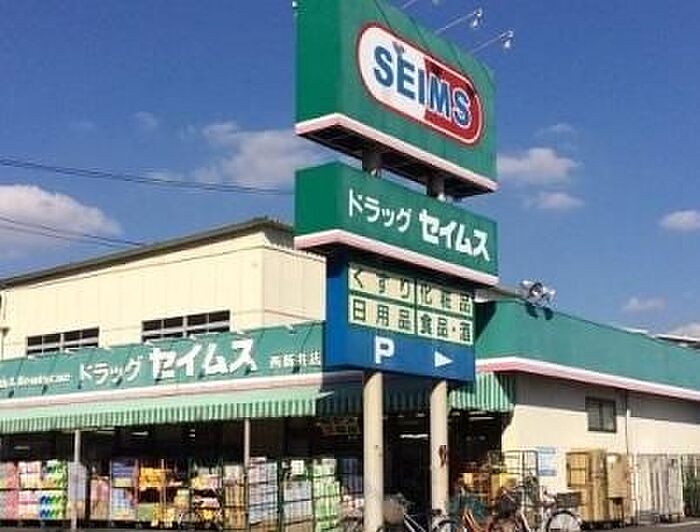 SEIMS
ドラッグ セイムス
くすり 化粧品
日用品 食品・酒
P
ドラッグ セイムス